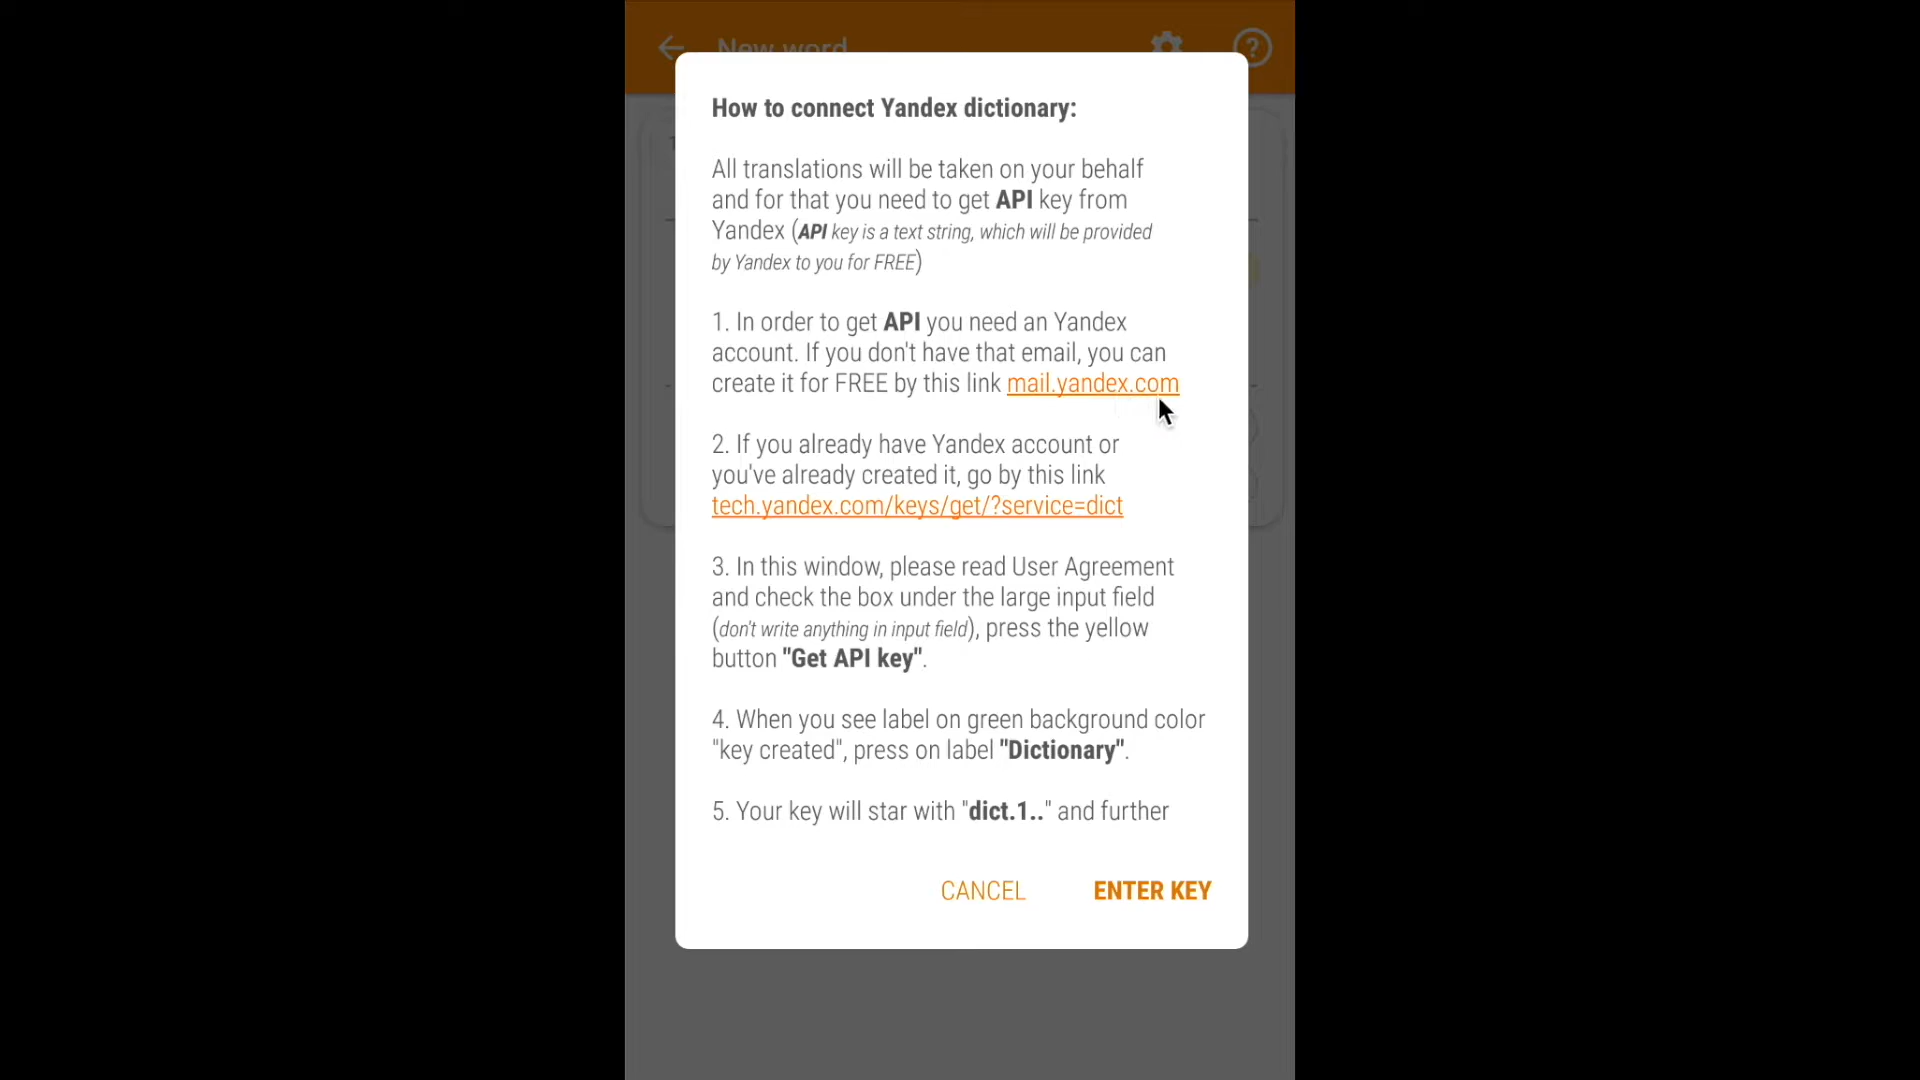 New word
How to connect Yandex dictionary:
All translations will be taken on your behalf
and for that you need to get API key from
Yandex (API key is a text string, which will be provided
by Yandex to you for FREE)
1. In order to get API you need an Yandex
account. If you don't have that email, you can
create it for FREE by this link mail.yandex.com
2. If you already have Yandex account or
you've already created it, go by this link
tech.yandex.com/keys/get/?service=dict
3. In this window, please read User Agreement
and check the box under the large input field
(don't write anything in input field), press the yellow
button "Get API key".
4. When you see label on green background color
"key created", press on label "Dictionary".
5. Your key will star with "dict.1.." and further
CANCEL ENTER KEY